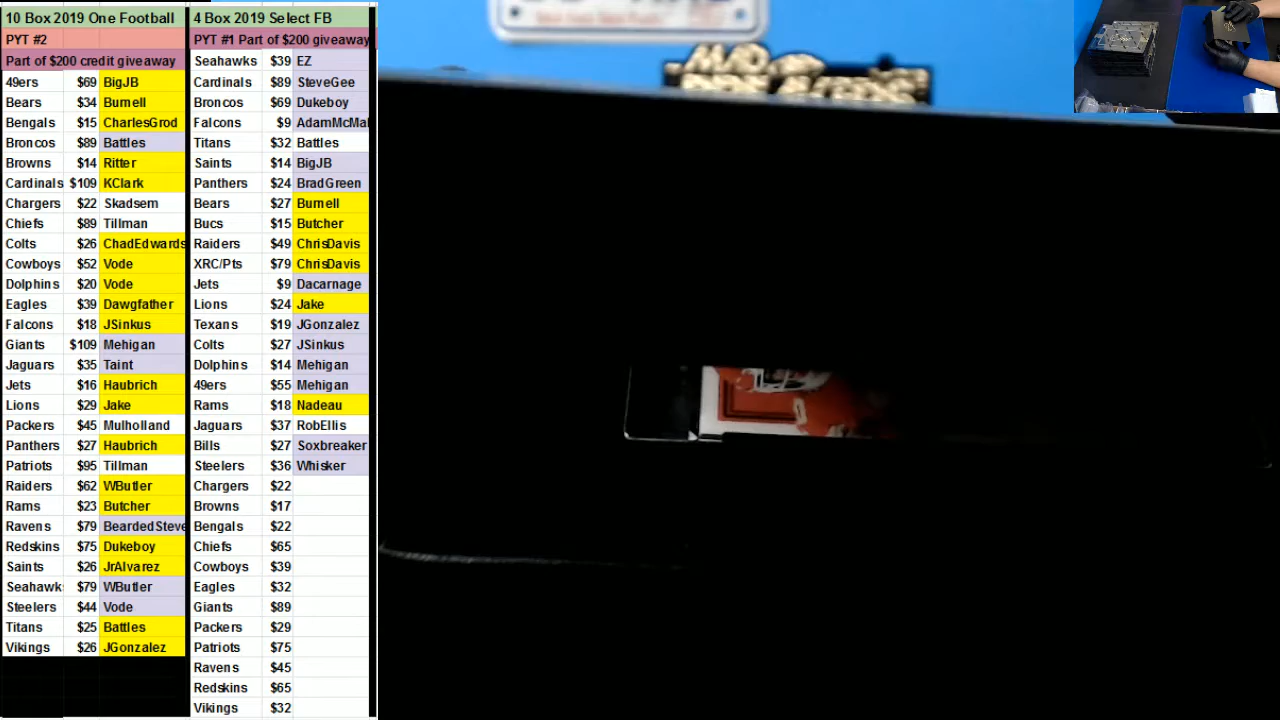 10 Box 2019 One Football
PYT #2
Part of $200 credit giveaway
49ers $69 BigJB
Bears $34 Burnell
Bengals $15 CharlesGrod
Broncos $89 Battles
Browns $14 Ritter
Cardinals $109 KClark
Chargers $22 Skadsem
Chiefs $89 Tillman
Colts $26 ChadEdwards
Cowboys $52 Vode
Dolphins $20 Vode
Eagles $39 Dawgfather
Falcons $18 JSinkus
Giants $109 Mehigan
Jaguars $35 Taint
Jets $16 Haubrich
Lions $29 Jake
Packers $45 Mulholland
Panthers $27 Haubrich
Patriots $95 Tillman
Raiders $62 WButler
Rams $23 Butcher
Ravens $79 BeardedSteve
Redskins $75 Dukeboy
Saints $26 JrAlvarez
Seahawk $79 WButler
Steelers $44 Vode
Titans $25 Battles
Vikings $26 JGonzalez
4 Box 2019 Select FB
PYT #1 Part of $200 giveaway
Seahawks $39 EZ
Cardinals $89 SteveGee
Broncos $69 Dukeboy
Falcons $9 AdamMcMal
Titans $32 Battles
Saints $14 BigJB
Panthers $24 BradGreen
Bears $27 Burnell
Bucs $15 Butcher
Raiders $49 ChrisDavis
XRC/Pts $79 ChrisDavis
Jets $9 Dacarnage
Lions $24 Jake
Texans $19 JGonzalez
Colts $27 JSinkus
Dolphins $14 Mehigan
49ers $55 Mehigan
Rams $18 Nadeau
Jaguars $37 RobEllis
Bills $27 Soxbreaker
Steelers $36 Whisker
Chargers $22
Browns $17
Bengals $22
Chiefs $65
Cowboys $39
Eagles $32
Giants $89
Packers $29
Patriots $75
Ravens $45
Redskins $65
Vikings $32